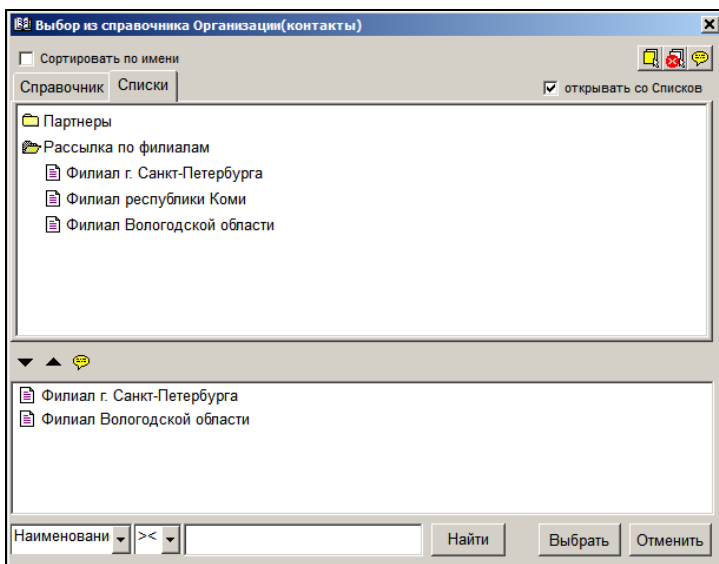 Выбор из справочника Организации(контакты)
Сортировать по имени
Справочник Списки открывать со Списков
Партнеры
Рассылка по филиалам
Филиал г. Санкт-Петербурга
Филиал республики Коми
Филиал Вологодской области
Филиал г. Санкт-Петербурга
Филиал Вологодской области
Наименовани >< Найти Выбрать Отменить